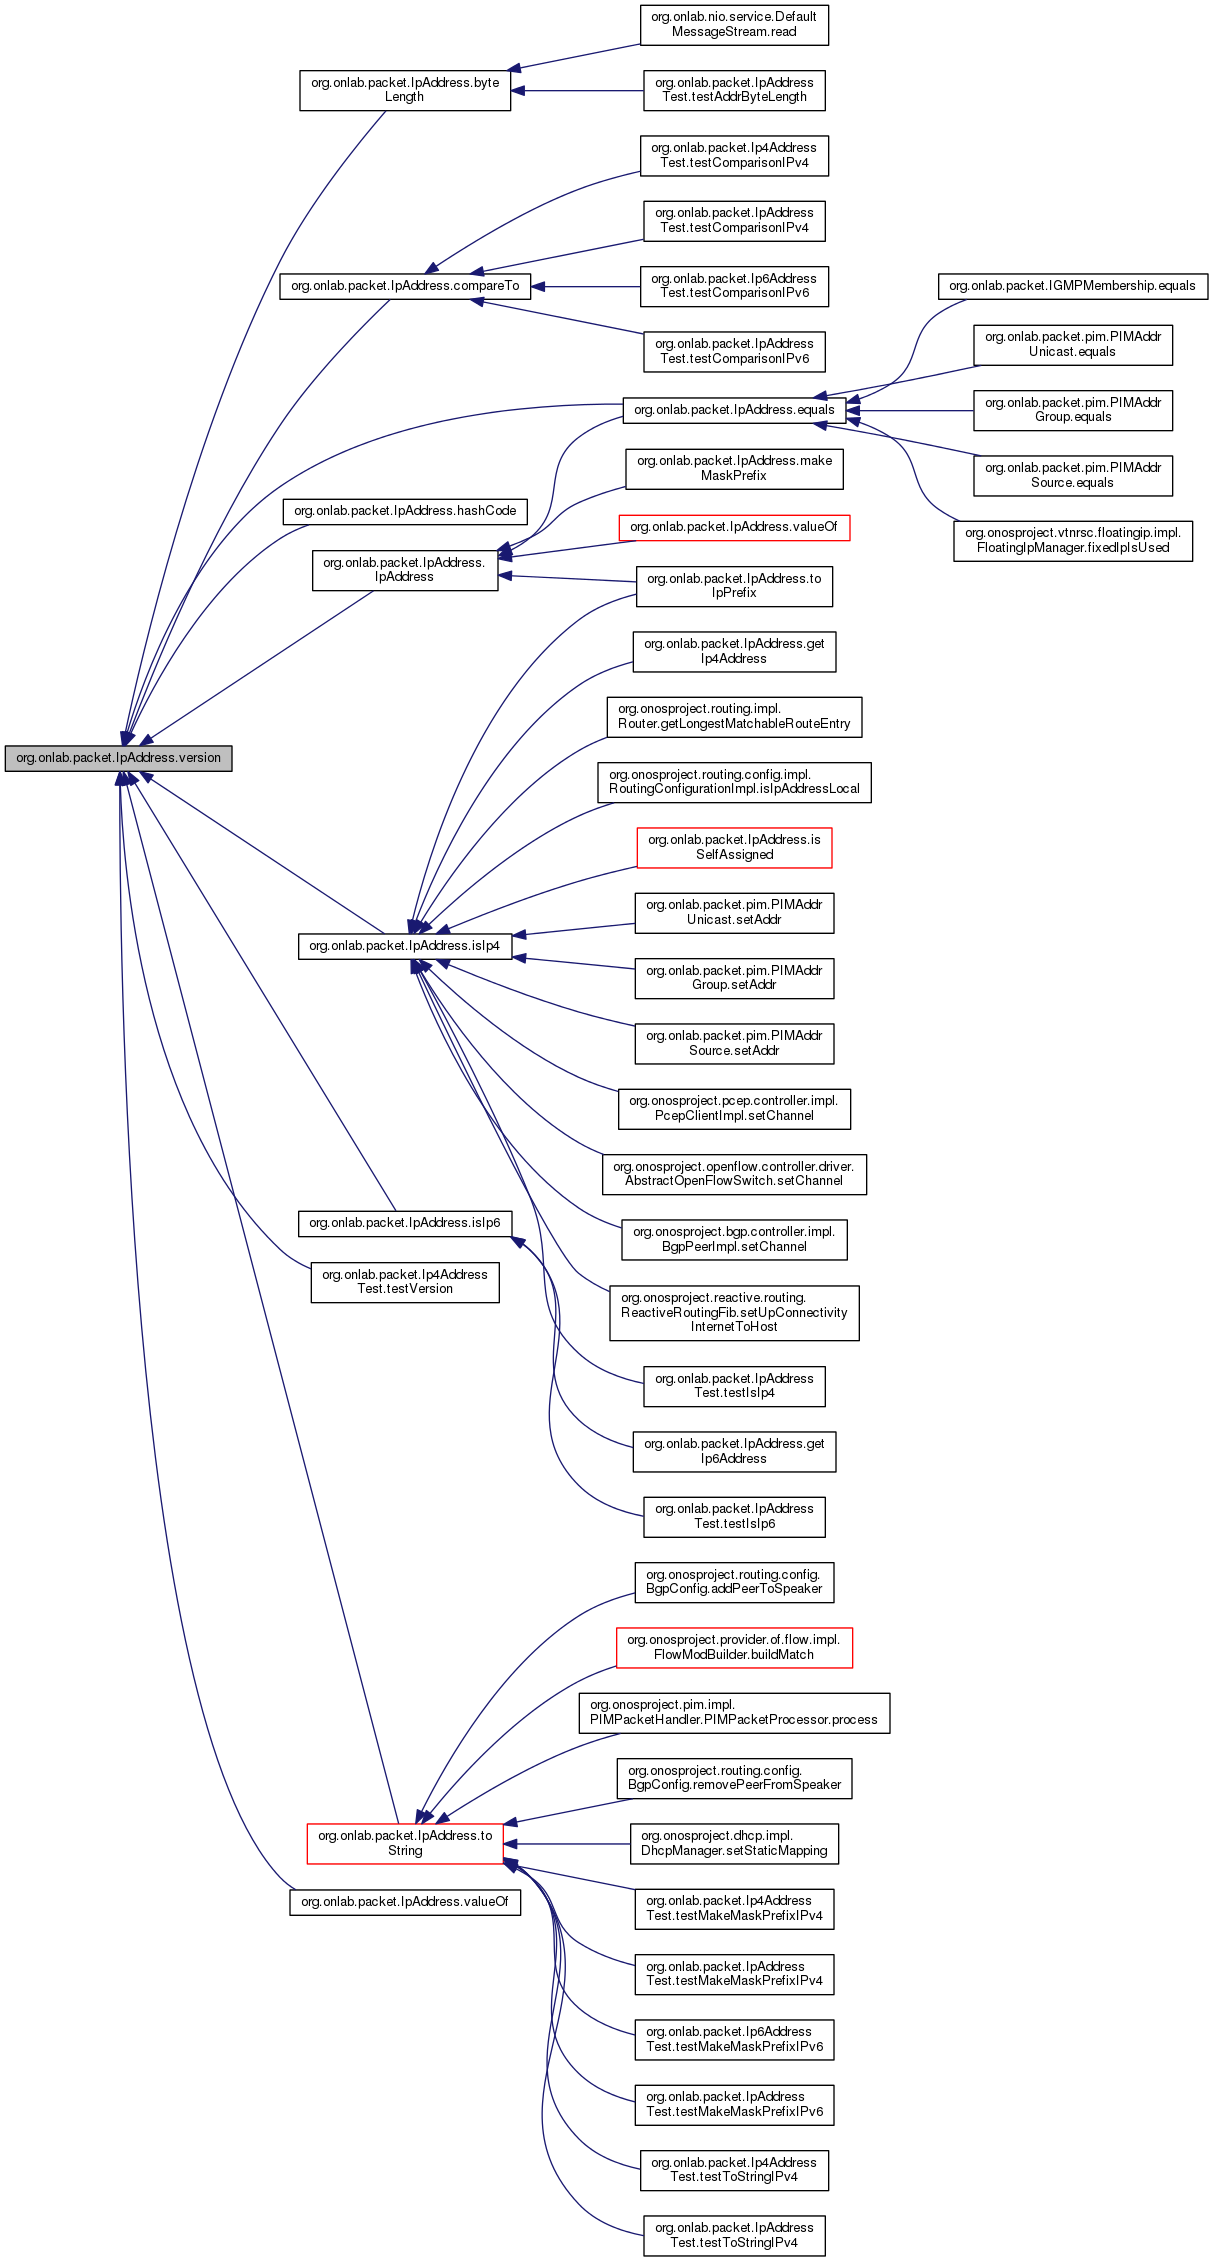 org.onlab.nio.service.Default
MessageStream.read
org.onlab.packet.IpAddress.byte
Length
org.onlab.packet.IpAddress
Test.testAddrByteLength
org.onlab.packet.Ip4Address
Test.testComparisonIPv4
org.onlab.packet.IpAddress
Test.testComparisonIPv4
org.onlab.packet.IpAddress.compareTo
org.onlab.packet.Ip6Address
Test.testComparisonIPv6
org.onlab.packet.IGMPMembership.equals
org.onlab.packet.IpAddress
Test.testComparisonIPv6
org.onlab.packet.pim.PIMAddr
Unicast.equals
org.onlab.packet.IpAddress.equals
org.onlab.packet.pim.PIMAddr
Group.equals
org.onlab.packet.IpAddress.make
MaskPrefix
org.onlab.packet.pim.PIMAddr
Source.equals
org.onlab.packet.IpAddress.hashCode
org.onlab.packet.IpAddress.valueOf
org.onosproject.vtnrsc.floatingip.impl.
FloatingIpManager.fixedIpIsUsed
org.onlab.packet.IpAddress.
IpAddress
org.onlab.packet.IpAddress.to
IpPrefix
org.onlab.packet.IpAddress.get
Ip4Address
org.onosproject.routing.impl.
Router.getLongestMatchableRouteEntry
org.onlab.packet.IpAddress.version
org.onosproject.routing.config.impl.
RoutingConfigurationImpl.isIpAddressLocal
org.onlab.packet.IpAddress.is
SelfAssigned
org.onlab.packet.pim.PIMAddr
Unicast.setAddr
org.onlab.packet.IpAddress.isIp4
org.onlab.packet.pim.PIMAddr
Group.setAddr
org.onlab.packet.pim.PIMAddr
Source.setAddr
org.onosproject.pcep.controller.impl.
PcepClientImpl.setChannel
org.onosproject.openflow.controller.driver.
AbstractOpenFlowSwitch.setChannel
org.onlab.packet.IpAddress.isIp6
org.onosproject.bgp.controller.impl.
BgpPeerImpl.setChannel
org.onlab.packet.Ip4Address
Test.testVersion
org.onosproject.reactive.routing.
ReactiveRoutingFib.setUpConnectivity
InternetToHost
org.onlab.packet.IpAddress
Test.testIsIp4
org.onlab.packet.IpAddress.get
Ip6Address
org.onlab.packet.IpAddress
Test.testIsIp6
org.onosproject.routing.config.
BgpConfig.addPeerToSpeaker
org.onosproject.provider.of.flow.impl.
FlowModBuilder.buildMatch
org.onosproject.pim.impl.
PIMPacketHandler.PIMPacketProcessor.process
org.onosproject.routing.config.
BgpConfig.removePeerFromSpeaker
org.onlab.packet.IpAddress.to
String
org.onosproject.dhcp.impl.
DhcpManager.setStaticMapping
org.onlab.packet.IpAddress.valueOf
org.onlab.packet.Ip4Address
Test.testMakeMaskPrefixIPv4
org.onlab.packet.IpAddress
Test.testMakeMaskPrefixIPv4
org.onlab.packet.Ip6Address
Test.testMakeMaskPrefixIPv6
org.onlab.packet.IpAddress
Test.testMakeMaskPrefixIPv6
org.onlab.packet.Ip4Address
Test.testToStringIPv4
org.onlab.packet.IpAddress
Test.testToStringIPv4